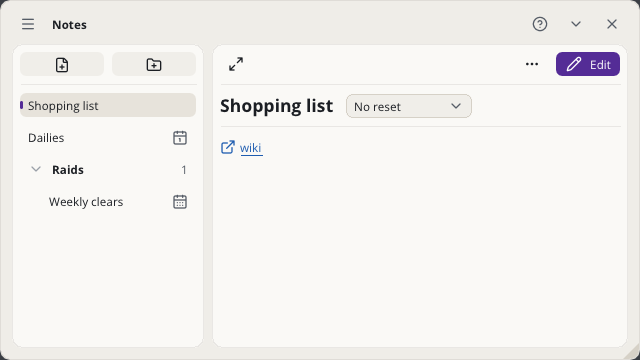 Notes
Edit
Shopping list
Shopping list
No reset
Dailies
wiki
Raids
1
Weekly clears